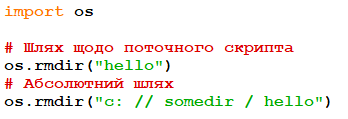 import os
# Шлях щодо поточного скрипта
os.rmdir("hello")
# Абсолютний шлях
os.rmdir("c: // somedir / hello")